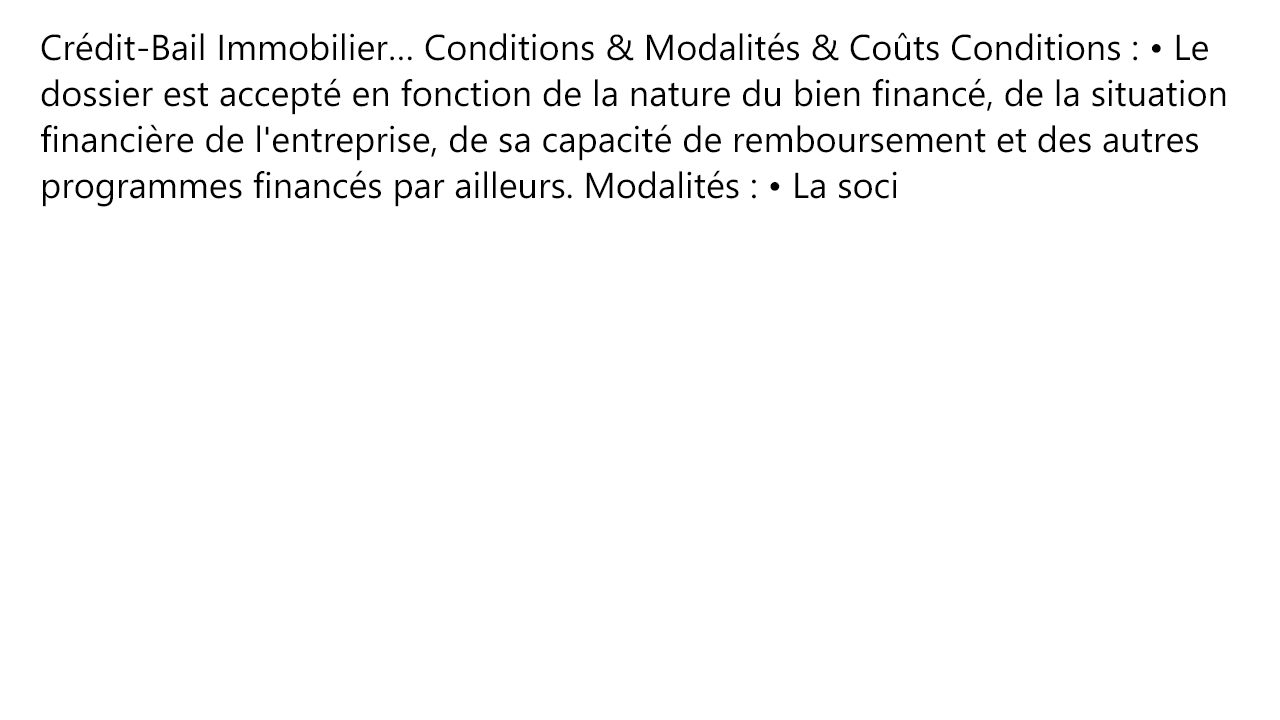 Crédit-Bail Immobilier... Conditions & Modalités & Coûts Conditions : • Le
dossier est accepté en fonction de la nature du bien financé, de la situation
financière de l'entreprise, de sa capacité de remboursement et des autres
programmes financés par ailleurs. Modalités : • La soci